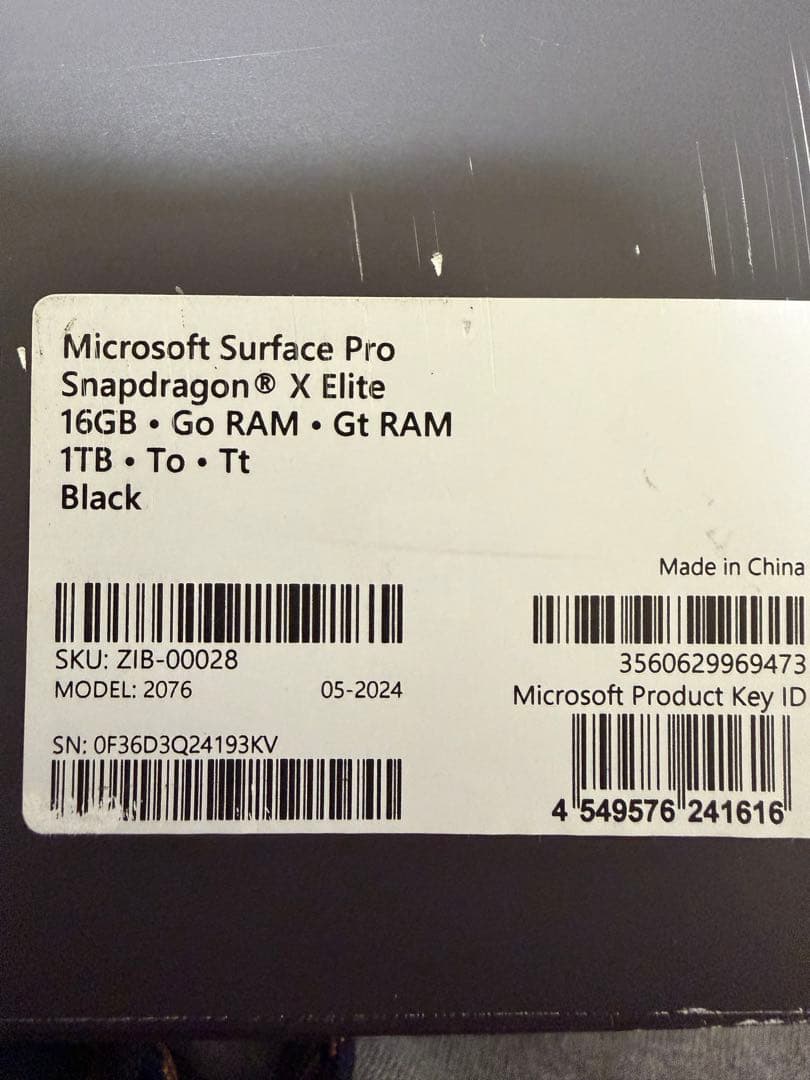 Microsoft Surface Pro
Snapdragon® X Elite
16GB • Go RAM • Gt RAM
1TB • To • Tt
Black
Made in China
SKU: ZIB-00028
MODEL: 2076 05-2024
SN: 0F36D3Q24193KV
3560629969473
Microsoft Product Key ID
4 549576 241616